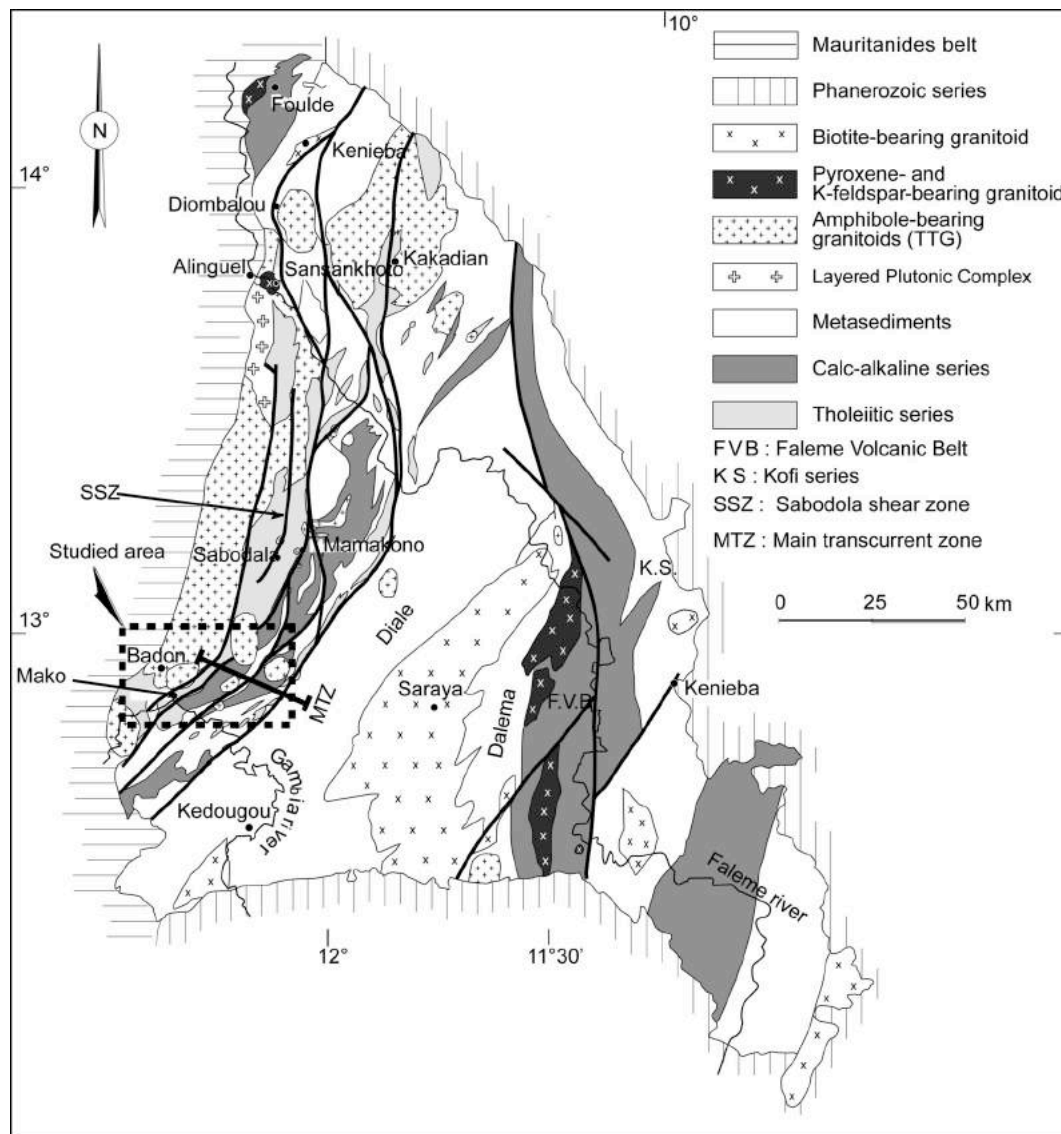 10°
N
14°
13°
Foulde
Kenieba
Diombalou
Alinguel
Sansankhoto
Kakadian
SSZ
Studied area
Sabodala
Mamakono
Badon
Mako
MTZ
Diale
Saraya
Dalema
F.V.B
K.S.
Kenieba
Kedougou
Gambia river
Faleme river
12°
11°30
Mauritanides belt
Phanerozoic series
Biotite-bearing granitoid
Pyroxene- and
K-feldspar-bearing granitoid
Amphibole-bearing
granitoids (TTG)
Layered Plutonic Complex
Metasediments
Calc-alkaline series
Tholeiitic series
FVB : Faleme Volcanic Belt
K S : Kofi series
SSZ : Sabodola shear zone
MTZ : Main transcurrent zone
0 25 50 km